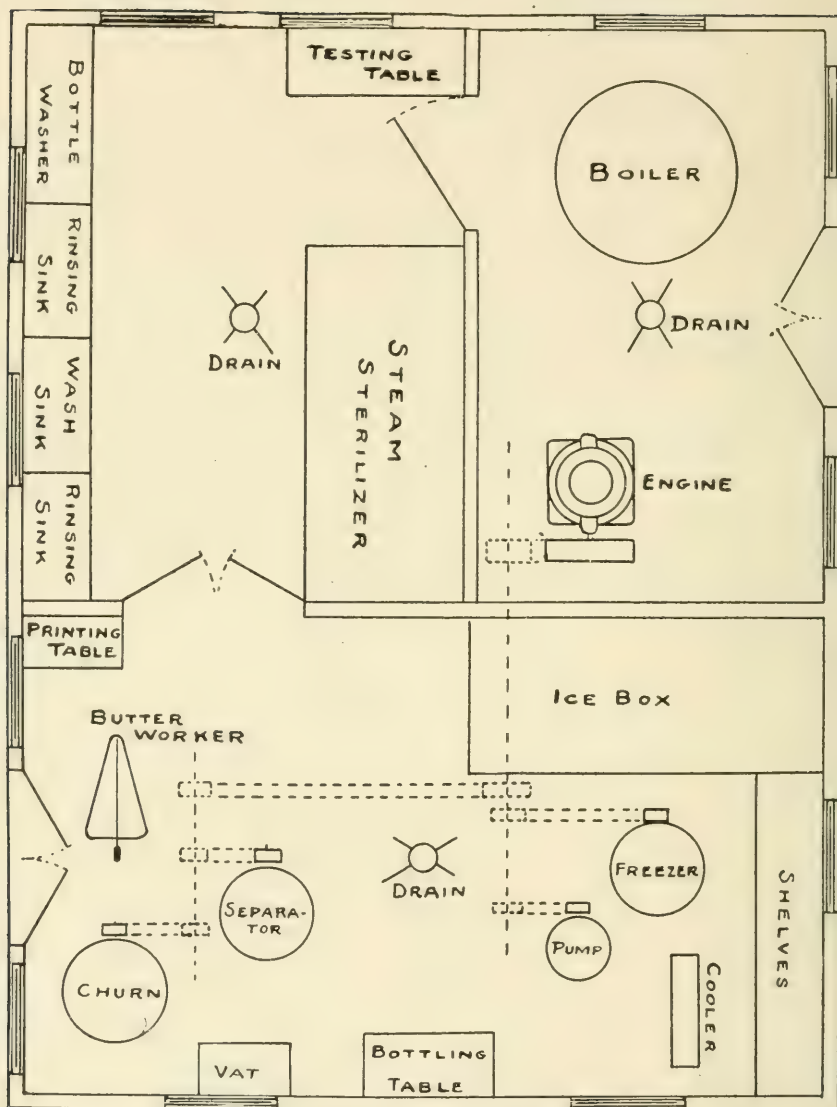 TESTING
TABLE
BOTTLE
WASHER
BOILER
RINSING
SINK
DRAIN
DRAIN
STEAM
STERILIZER
WASH
SINK
ENGINE
RINSING
SINK
PRINTING
TABLE
ICE BOX
BUTTER
WORKER
FREEZER
DRAIN
SHELVES
SEPARA-
TOR
PUMP
COOLER
CHURN
VAT
BOTTLING
TABLE